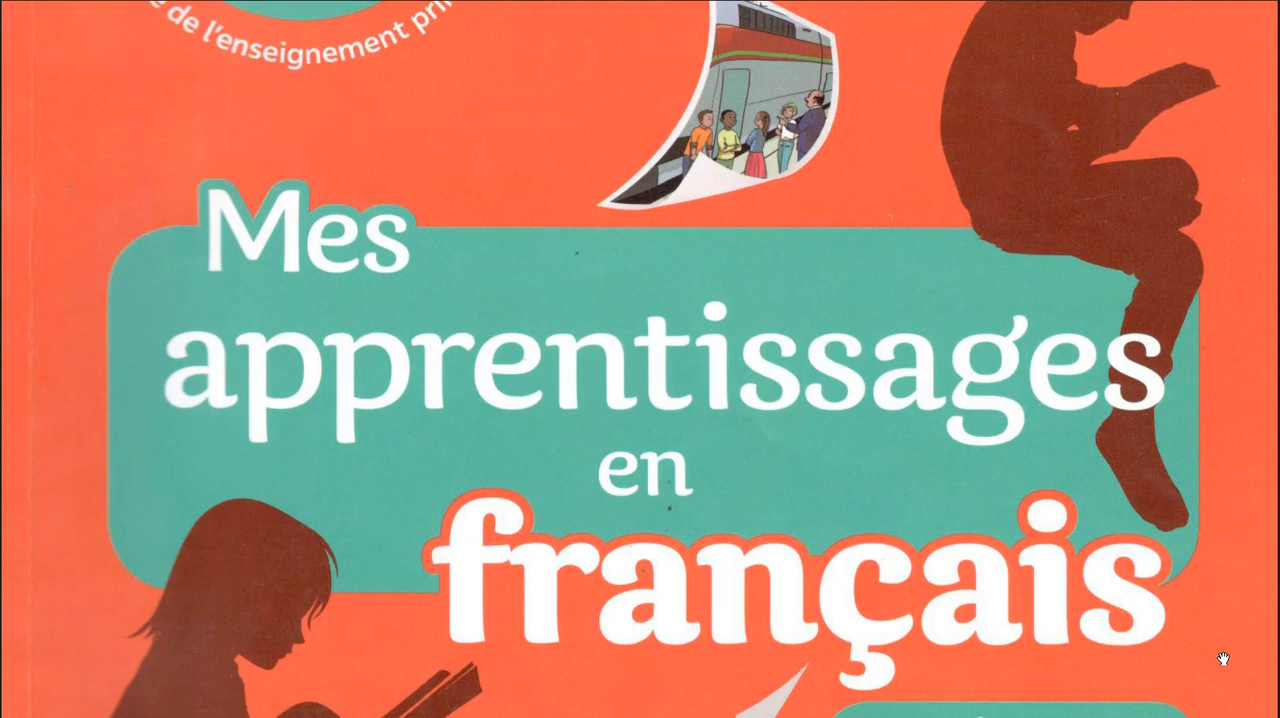 de l'enseignement
Mes
apprentissages
en
français